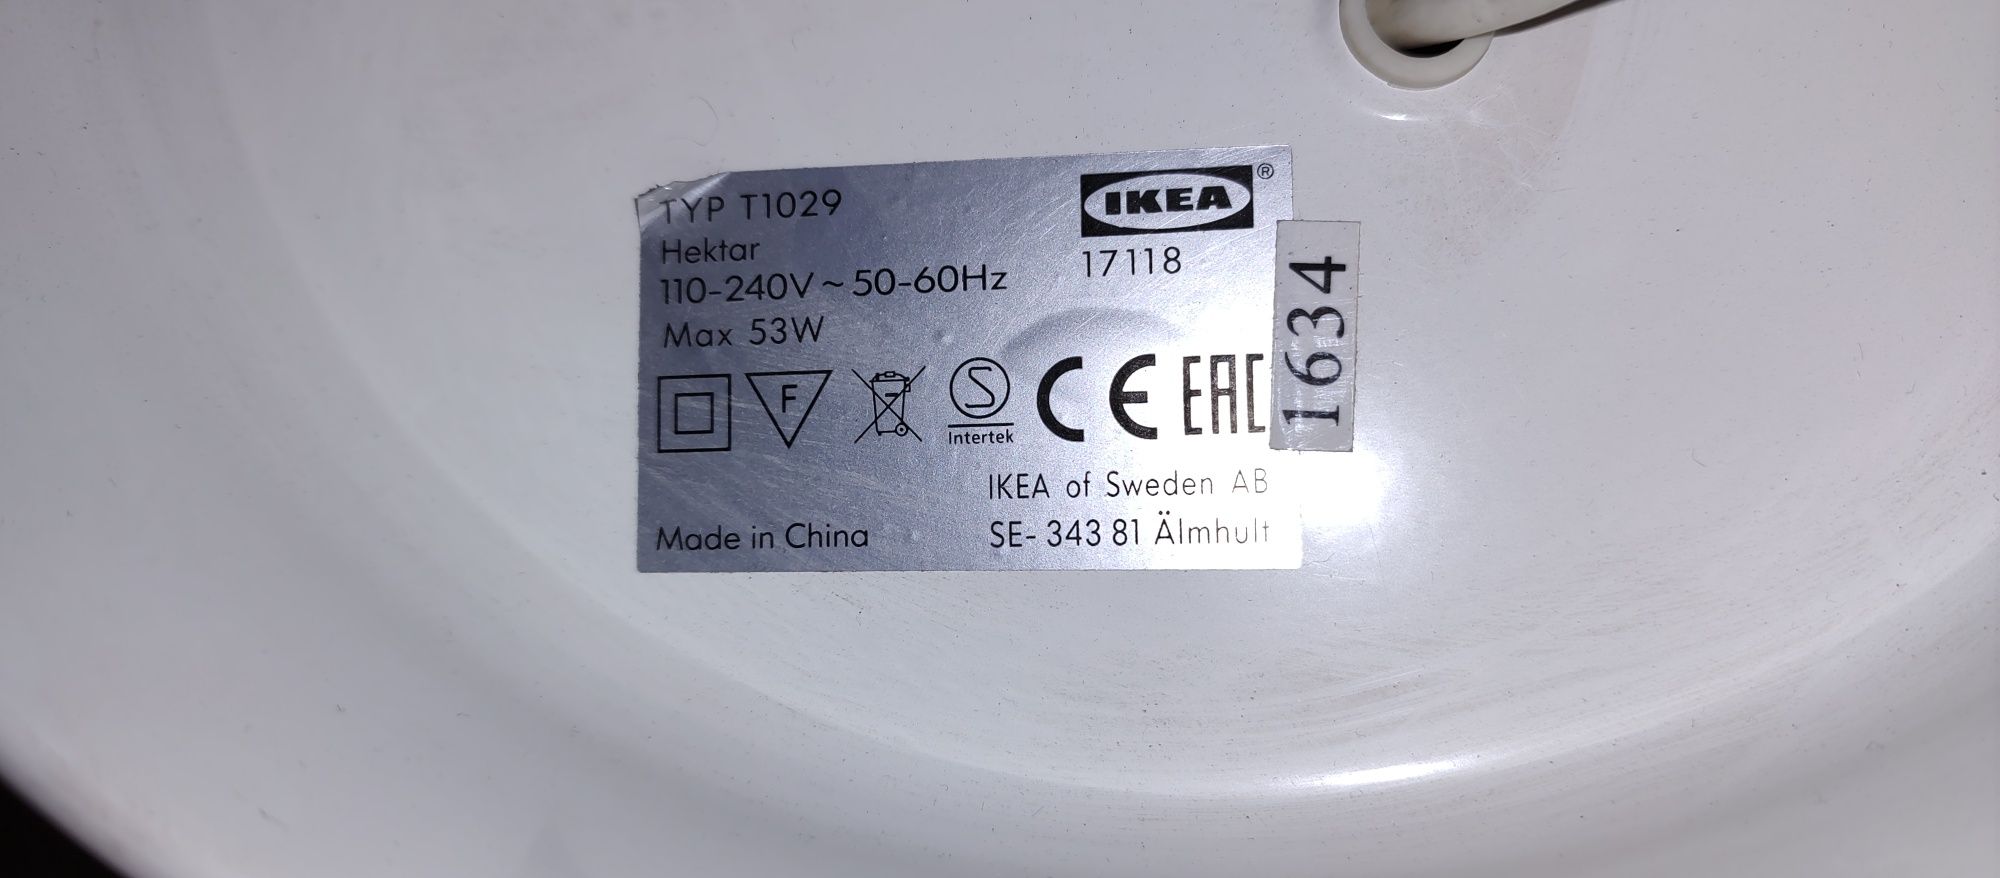 TYP T1029
Hektar
110-240V ~ 50-60Hz
Max 53W
IKEA ®
17118
1634
F
S
Intertek
CE
EAC
IKEA of Sweden AB
SE- 343 81 Älmhult
Made in China